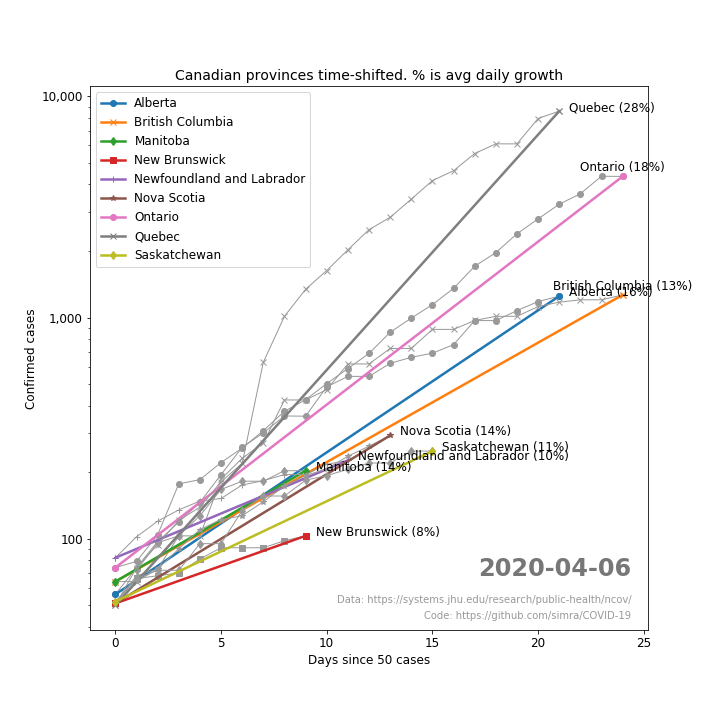 Canadian provinces time-shifted. % is avg daily growth
10,000
1,000
100
Confirmed cases
Alberta
British Columbia
Manitoba
New Brunswick
Newfoundland and Labrador
Nova Scotia
Ontario
Quebec
Saskatchewan
Quebec (28%)
Ontario (18%)
British Columbia (13%)
Alberta (16%)
Nova Scotia (14%)
Saskatchewan (11%)
Newfoundland and Labrador (10%)
Manitoba (14%)
New Brunswick (8%)
2020-04-06
Data: https://systems.jhu.edu/research/public-health/ncov/
Code: https://github.com/simra/COVID-19
0 5 10 15 20 25
Days since 50 cases